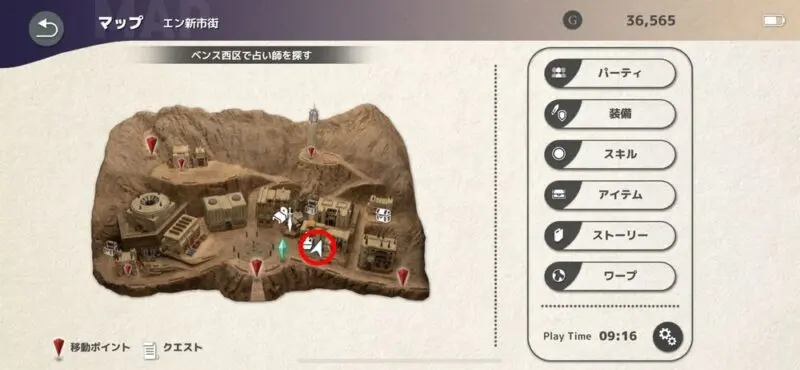 マップ エン新市街
G 36,565
ベンス西区で占い師を探す
パーティ
装備
スキル
アイテム
ストーリー
ワープ
Play Time 09:16
移動ポイント クエスト